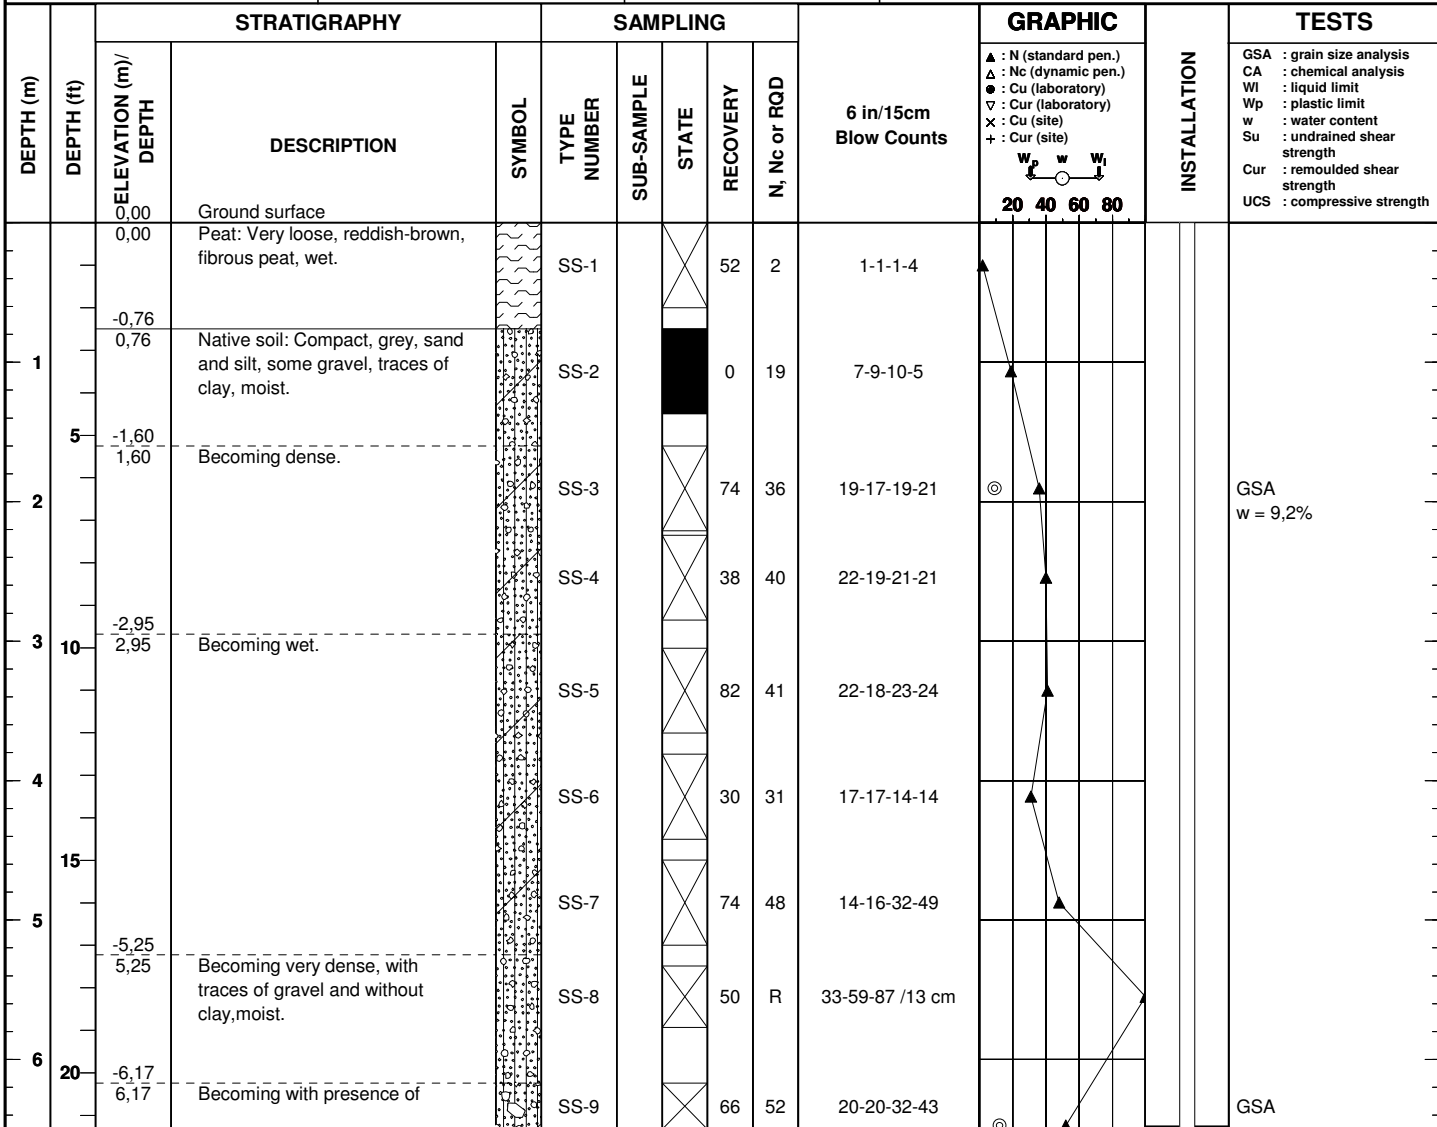 STRATIGRAPHY
SAMPLING
GRAPHIC
TESTS
DEPTH (m)
DEPTH (ft)
ELEVATION (m)/
DEPTH
DESCRIPTION
SYMBOL
TYPE
NUMBER
SUB-SAMPLE
STATE
RECOVERY
N, Nc or RQD
6 in/15cm
Blow Counts
▲ : N (standard pen.)
△ : Nc (dynamic pen.)
● : Cu (laboratory)
▽ : Cur (laboratory)
× : Cu (site)
+ : Cur (site)
Wp w Wl
20 40 60 80
INSTALLATION
GSA : grain size analysis
CA : chemical analysis
Wl : liquid limit
Wp : plastic limit
w : water content
Su : undrained shear
strength
Cur : remoulded shear
strength
UCS : compressive strength
0,00 Ground surface
0,00 Peat: Very loose, reddish-brown,
fibrous peat, wet.
SS-1 52 2 1-1-1-4
-0,76
0,76 Native soil: Compact, grey, sand
and silt, some gravel, traces of
clay, moist.
1
SS-2 0 19 7-9-10-5
5
-1,60
1,60 Becoming dense.
SS-3 74 36 19-17-19-21 GSA
w = 9,2%
2
SS-4 38 40 22-19-21-21
-2,95
2,95 Becoming wet.
3 10
SS-5 82 41 22-18-23-24
4
SS-6 30 31 17-17-14-14
15
SS-7 74 48 14-16-32-49
5
-5,25
5,25 Becoming very dense, with
traces of gravel and without
clay,moist.
SS-8 50 R 33-59-87 /13 cm
6 20
-6,17
6,17 Becoming with presence of
SS-9 66 52 20-20-32-43 GSA